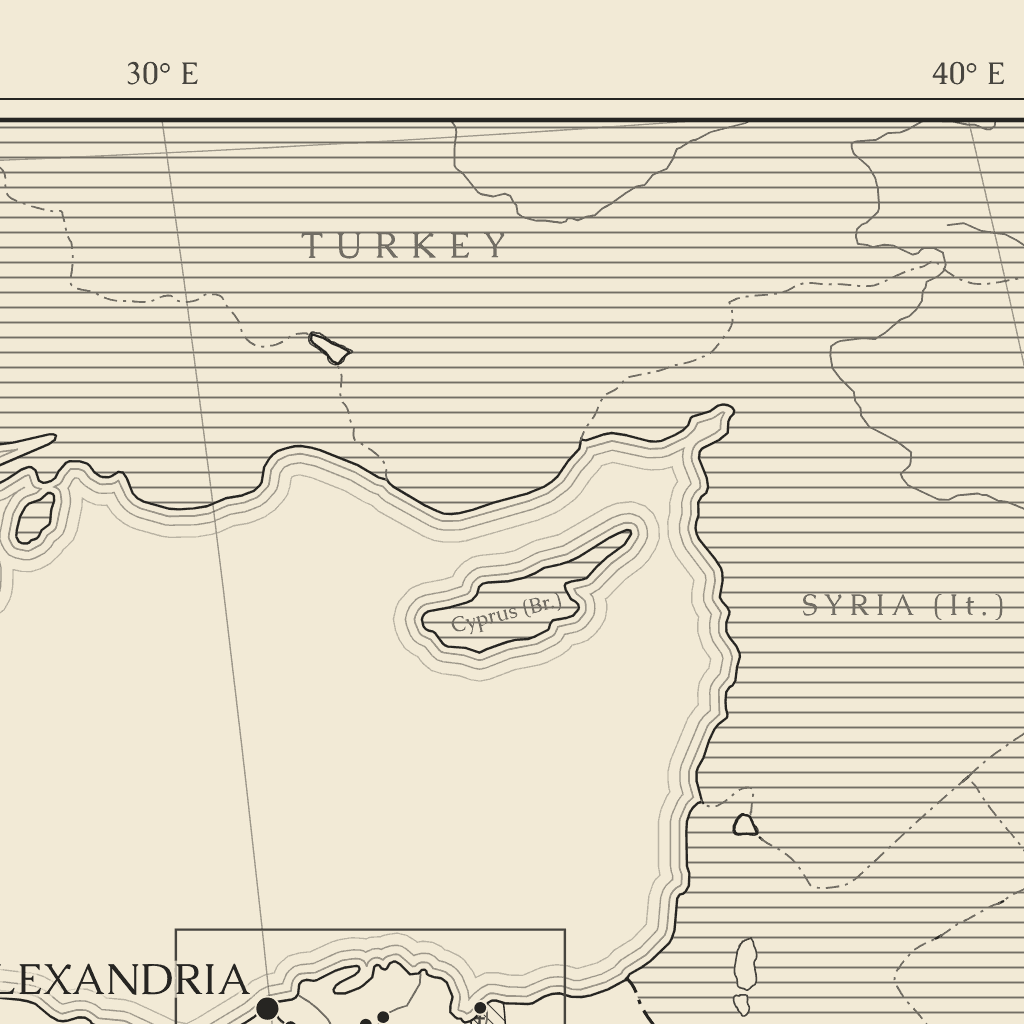 30° E
40° E
TURKEY
SYRIA (It.)
Cyprus (Br.)
LEXANDRIA